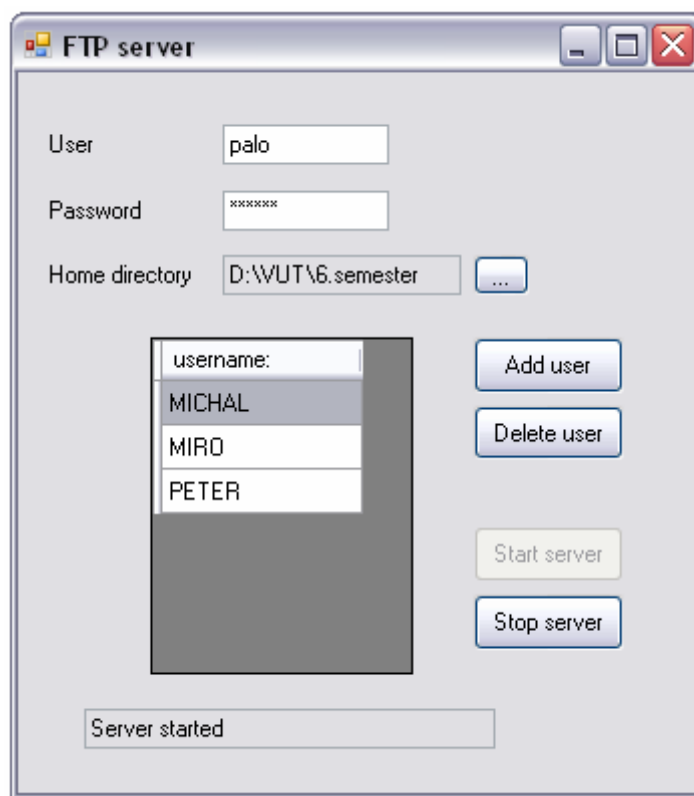 FTP server
User palo
Password ******
Home directory D:\VUT\6.semester ...
username:
Add user
MICHAL
MIRO
Delete user
PETER
Start server
Stop server
Server started